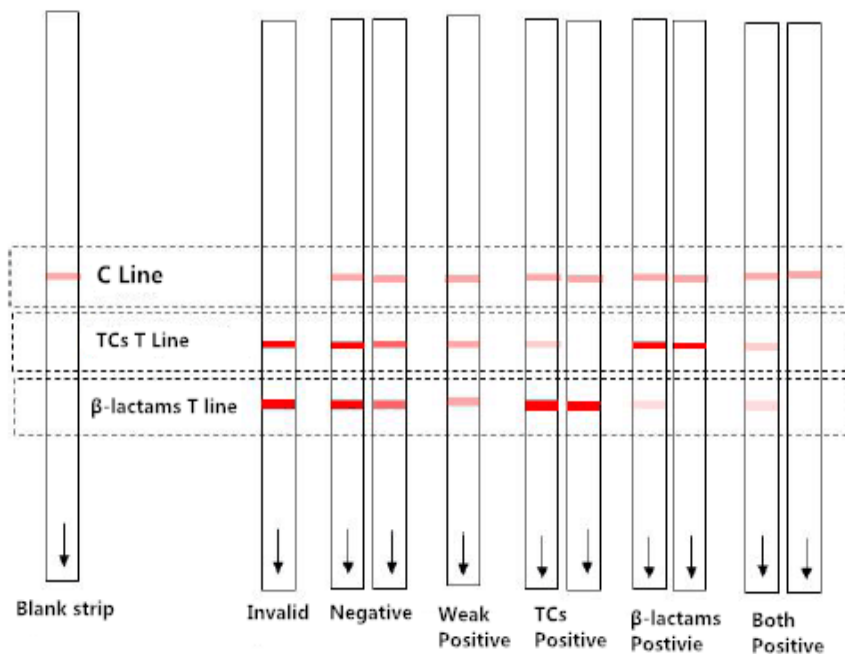 C Line
TCs T Line
β-lactams T line
Blank strip
Invalid
Negative
Weak
Positive
TCs
Positive
β-lactams
Postivie
Both
Positive